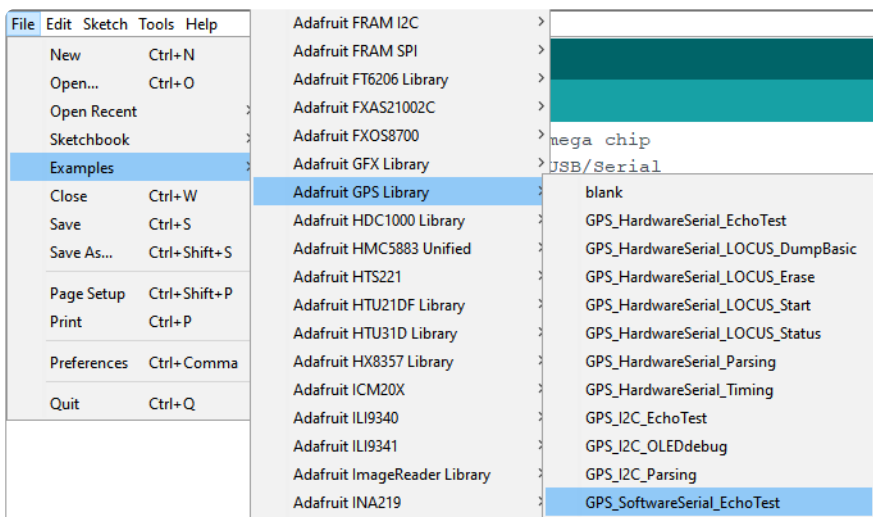 File Edit Sketch Tools Help
New Ctrl+N
Open... Ctrl+O
Open Recent
Sketchbook
Examples
Close Ctrl+W
Save Ctrl+S
Save As... Ctrl+Shift+S
Page Setup Ctrl+Shift+P
Print Ctrl+P
Preferences Ctrl+Comma
Quit Ctrl+Q
Adafruit FRAM I2C
Adafruit FRAM SPI
Adafruit FT6206 Library
Adafruit FXAS21002C
Adafruit FXOS8700
Adafruit GFX Library
Adafruit GPS Library
Adafruit HDC1000 Library
Adafruit HMC5883 Unified
Adafruit HTS221
Adafruit HTU21DF Library
Adafruit HTU31D Library
Adafruit HX8357 Library
Adafruit ICM20X
Adafruit ILI9340
Adafruit ILI9341
Adafruit ImageReader Library
Adafruit INA219
mega chip
USB/Serial
blank
GPS_HardwareSerial_EchoTest
GPS_HardwareSerial_LOCUS_DumpBasic
GPS_HardwareSerial_LOCUS_Erase
GPS_HardwareSerial_LOCUS_Start
GPS_HardwareSerial_LOCUS_Status
GPS_HardwareSerial_Parsing
GPS_HardwareSerial_Timing
GPS_I2C_EchoTest
GPS_I2C_OLEDdebug
GPS_I2C_Parsing
GPS_SoftwareSerial_EchoTest